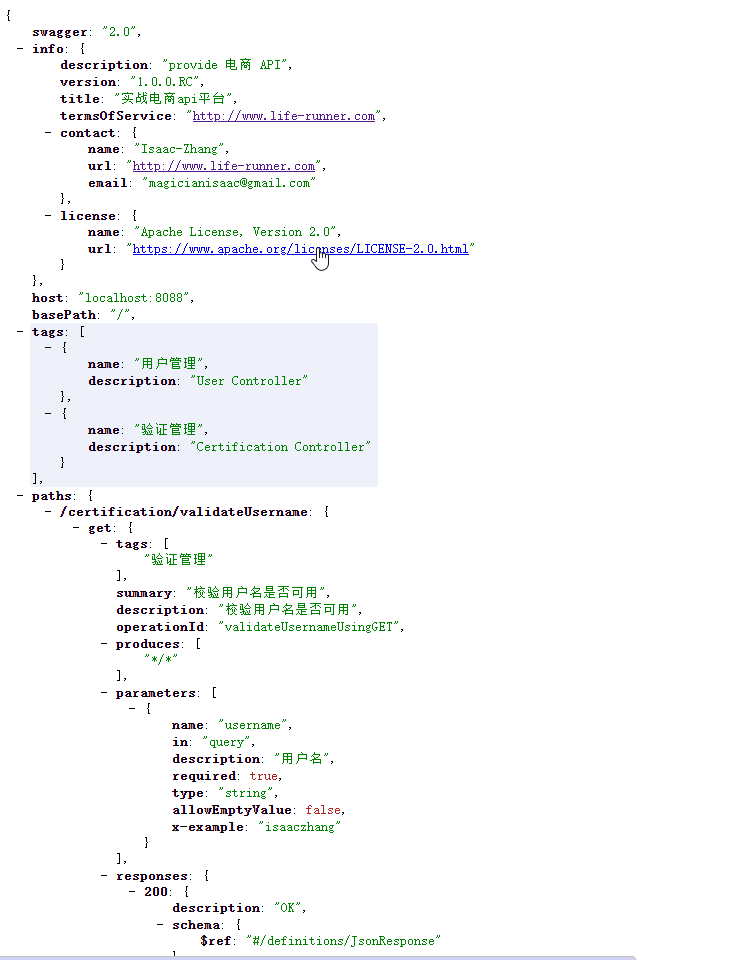 {
swagger: "2.0",
- info: {
description: "provide 电商 API",
version: "1.0.0.RC",
title: "实战电商api平台",
termsOfService: "http://www.life-runner.com",
- contact: {
name: "Isaac-Zhang",
url: "http://www.life-runner.com",
email: "magicianisaac@gmail.com"
},
- license: {
name: "Apache License, Version 2.0",
url: "https://www.apache.org/licenses/LICENSE-2.0.html"
}
},
host: "localhost:8088",
basePath: "/",
- tags: [
- {
name: "用户管理",
description: "User Controller"
},
- {
name: "验证管理",
description: "Certification Controller"
}
],
- paths: {
- /certification/validateUsername: {
- get: {
- tags: [
"验证管理"
],
summary: "校验用户名是否可用",
description: "校验用户名是否可用",
operationId: "validateUsernameUsingGET",
- produces: [
"*/*"
],
- parameters: [
- {
name: "username",
in: "query",
description: "用户名",
required: true,
type: "string",
allowEmptyValue: false,
x-example: "isaaczhang"
}
],
- responses: {
- 200: {
description: "OK",
- schema: {
$ref: "#/definitions/JsonResponse"
}